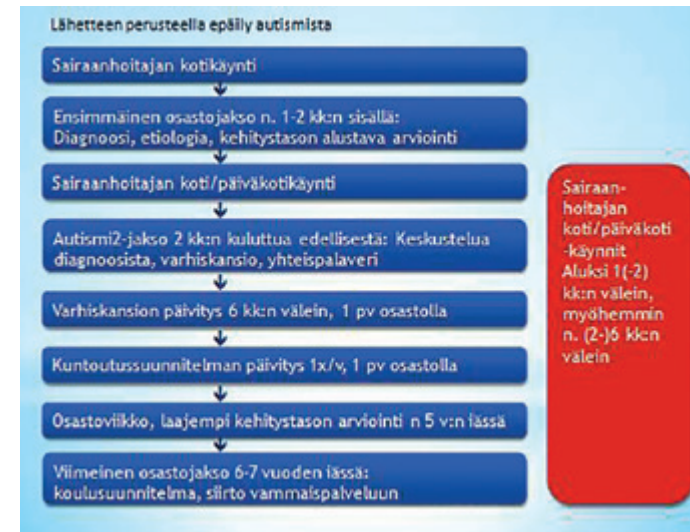 Lähetteen perusteella epäily autismista
Sairaanhoitajan kotikäynti
Ensimmäinen osastojakso n. 1-2 kk:n sisällä:
Diagnoosi, etiologia, kehitystason alustava arviointi
Sairaanhoitajan koti/päiväkotikäynti
Autismi2-jakso 2 kk:n kuluttua edellisestä: Keskustelua
diagnoosista, varhiskansio, yhteispalaveri
Varhiskansion päivitys 6 kk:n välein, 1 pv osastolla
Kuntoutussuunnitelman päivitys 1x/v, 1 pv osastolla
Osastoviikko, laajempi kehitystason arviointi n 5 v:n iässä
Viimeinen osastojakso 6-7 vuoden iässä:
koulusuunnitelma, siirto vammaispalveluun
Sairaan-
hoitajan
koti/päiväkoti
-käynnit
Aluksi 1(-2)
kk:n välein,
myöhemmin
n. (2-)6 kk:n
välein